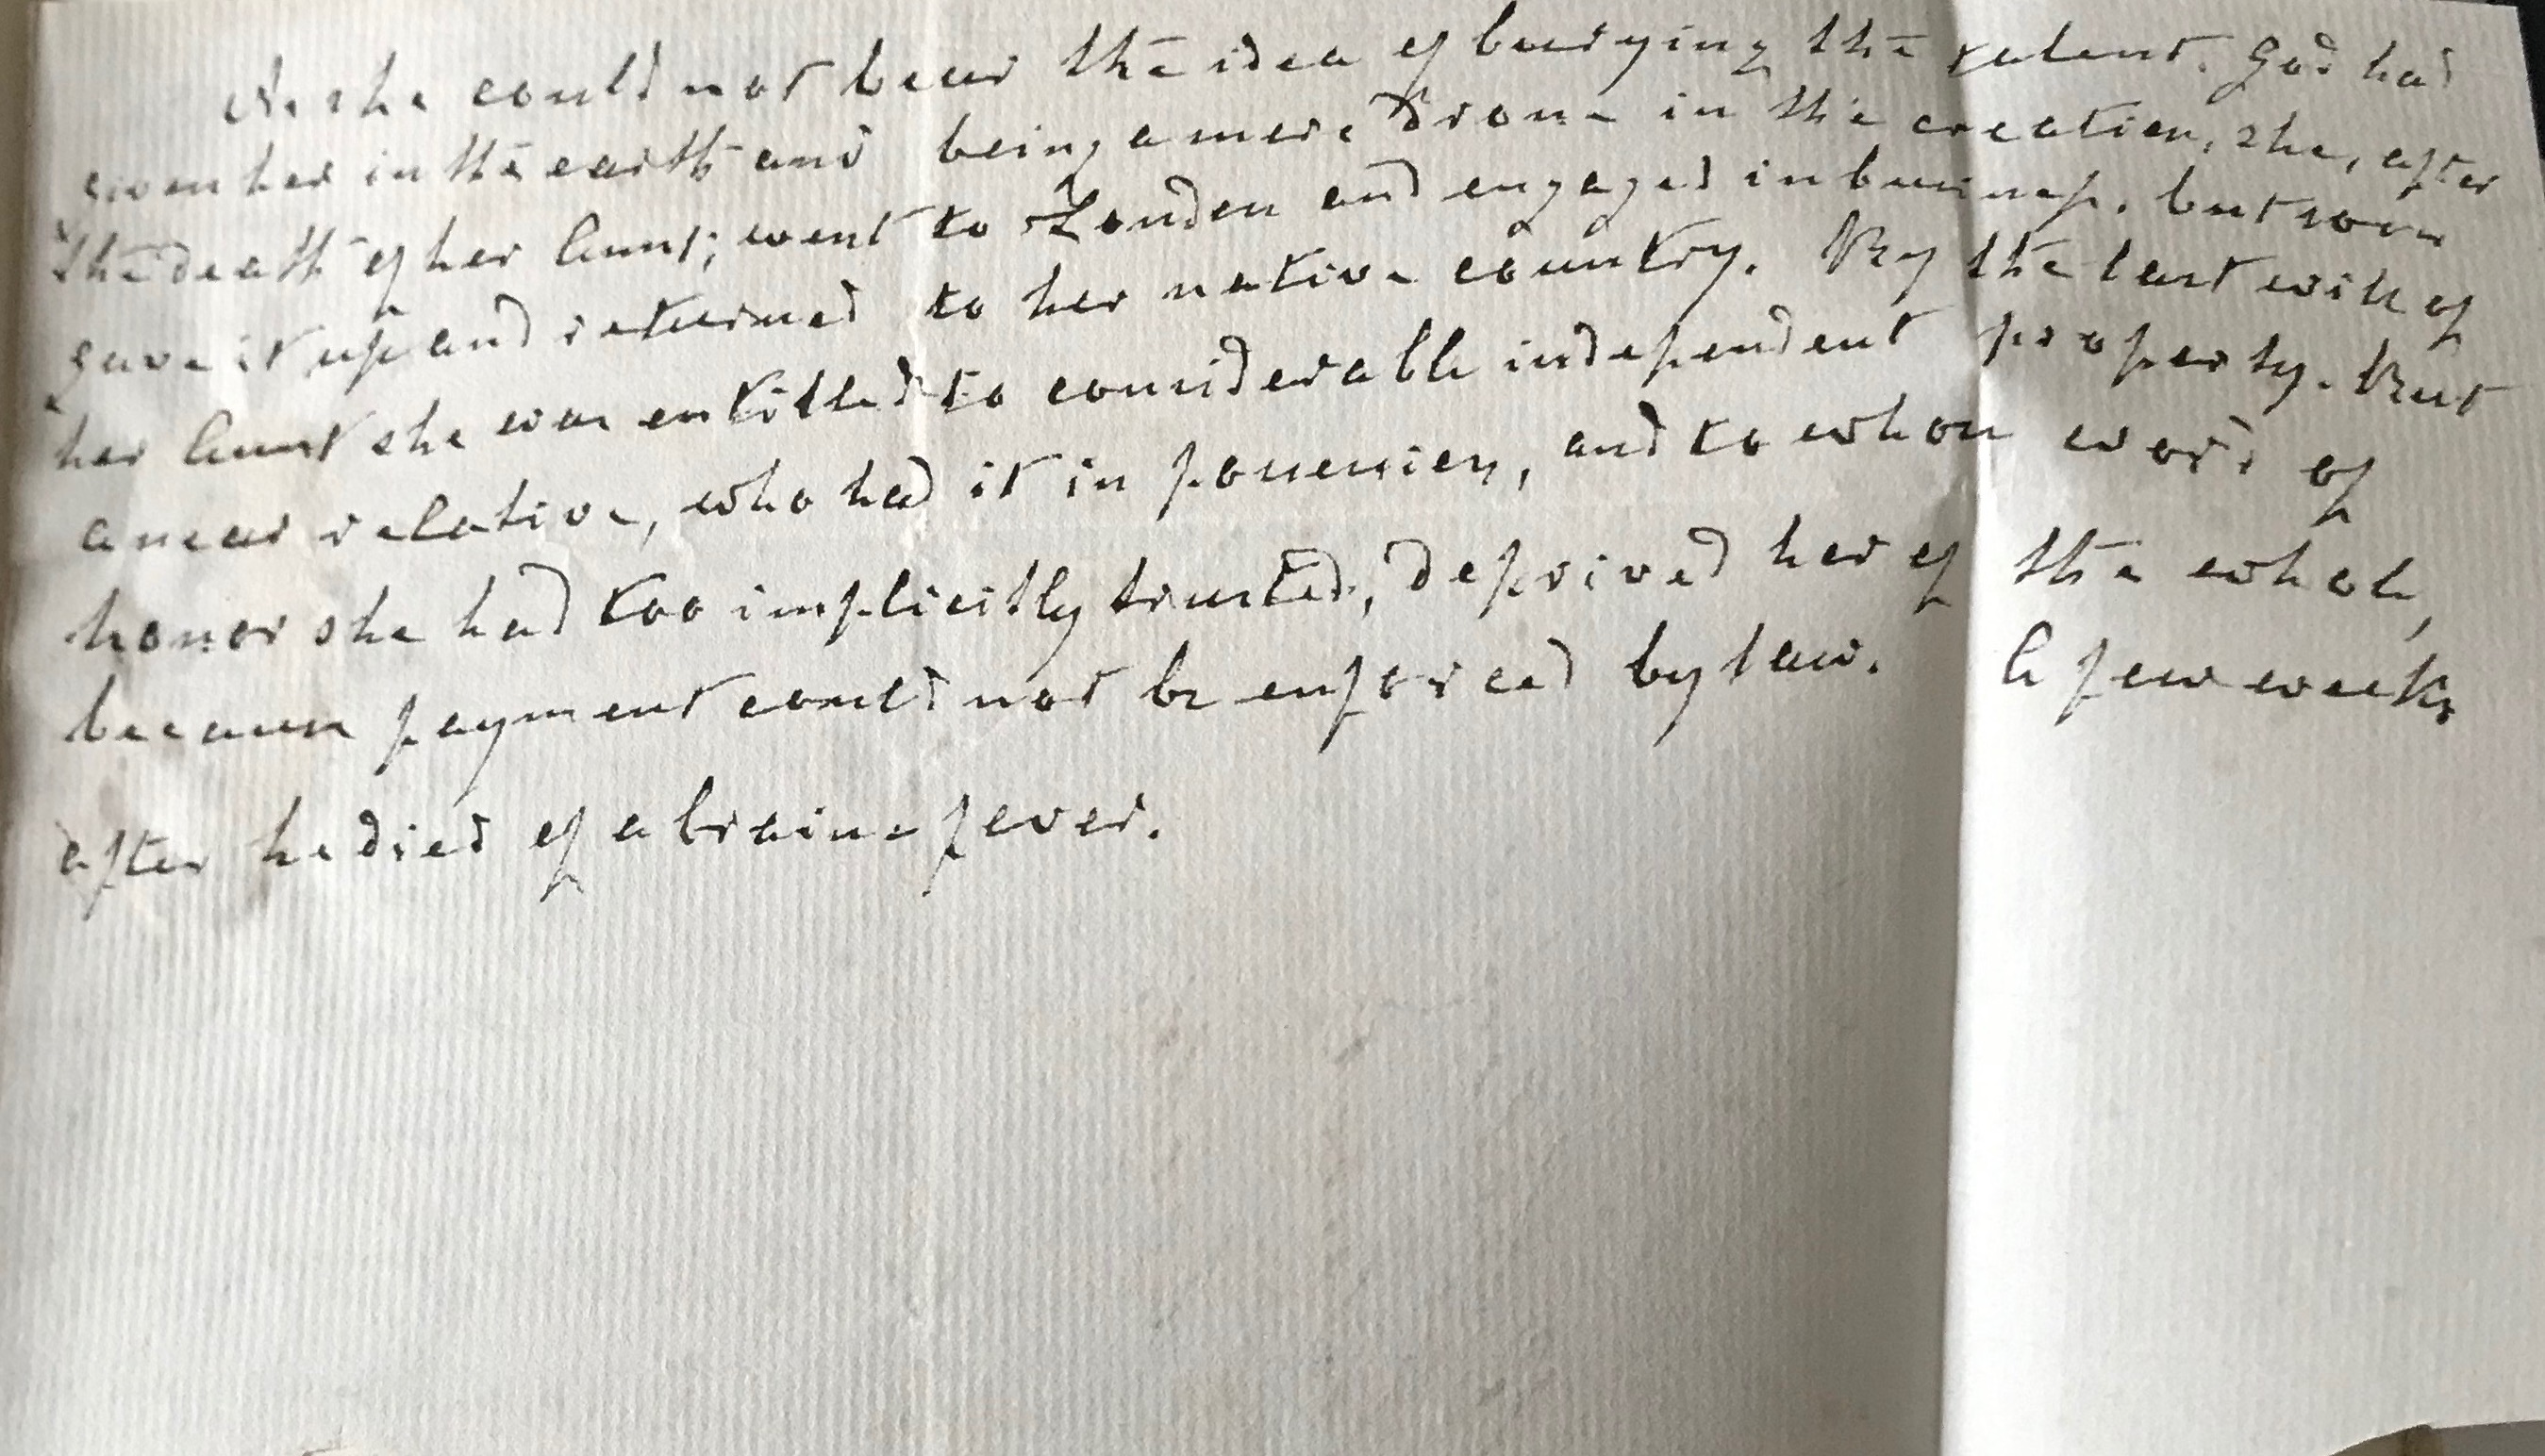 As she could not bear the idea of burying the talent God had
given her in the earth and being a mere drone in the creation, she, after
the death of her Aunt, went to London and engaged in business, but soon
gave it up and returned to her native country. By the last will of
her Aunt she was entitled to considerable independent property. But
a near relative, who had it in possession, and to whose word of
honor she had too implicitly trusted, deprived her of the whole,
because payment could not be enforced by law. A few weeks
after he died of a braine fever.